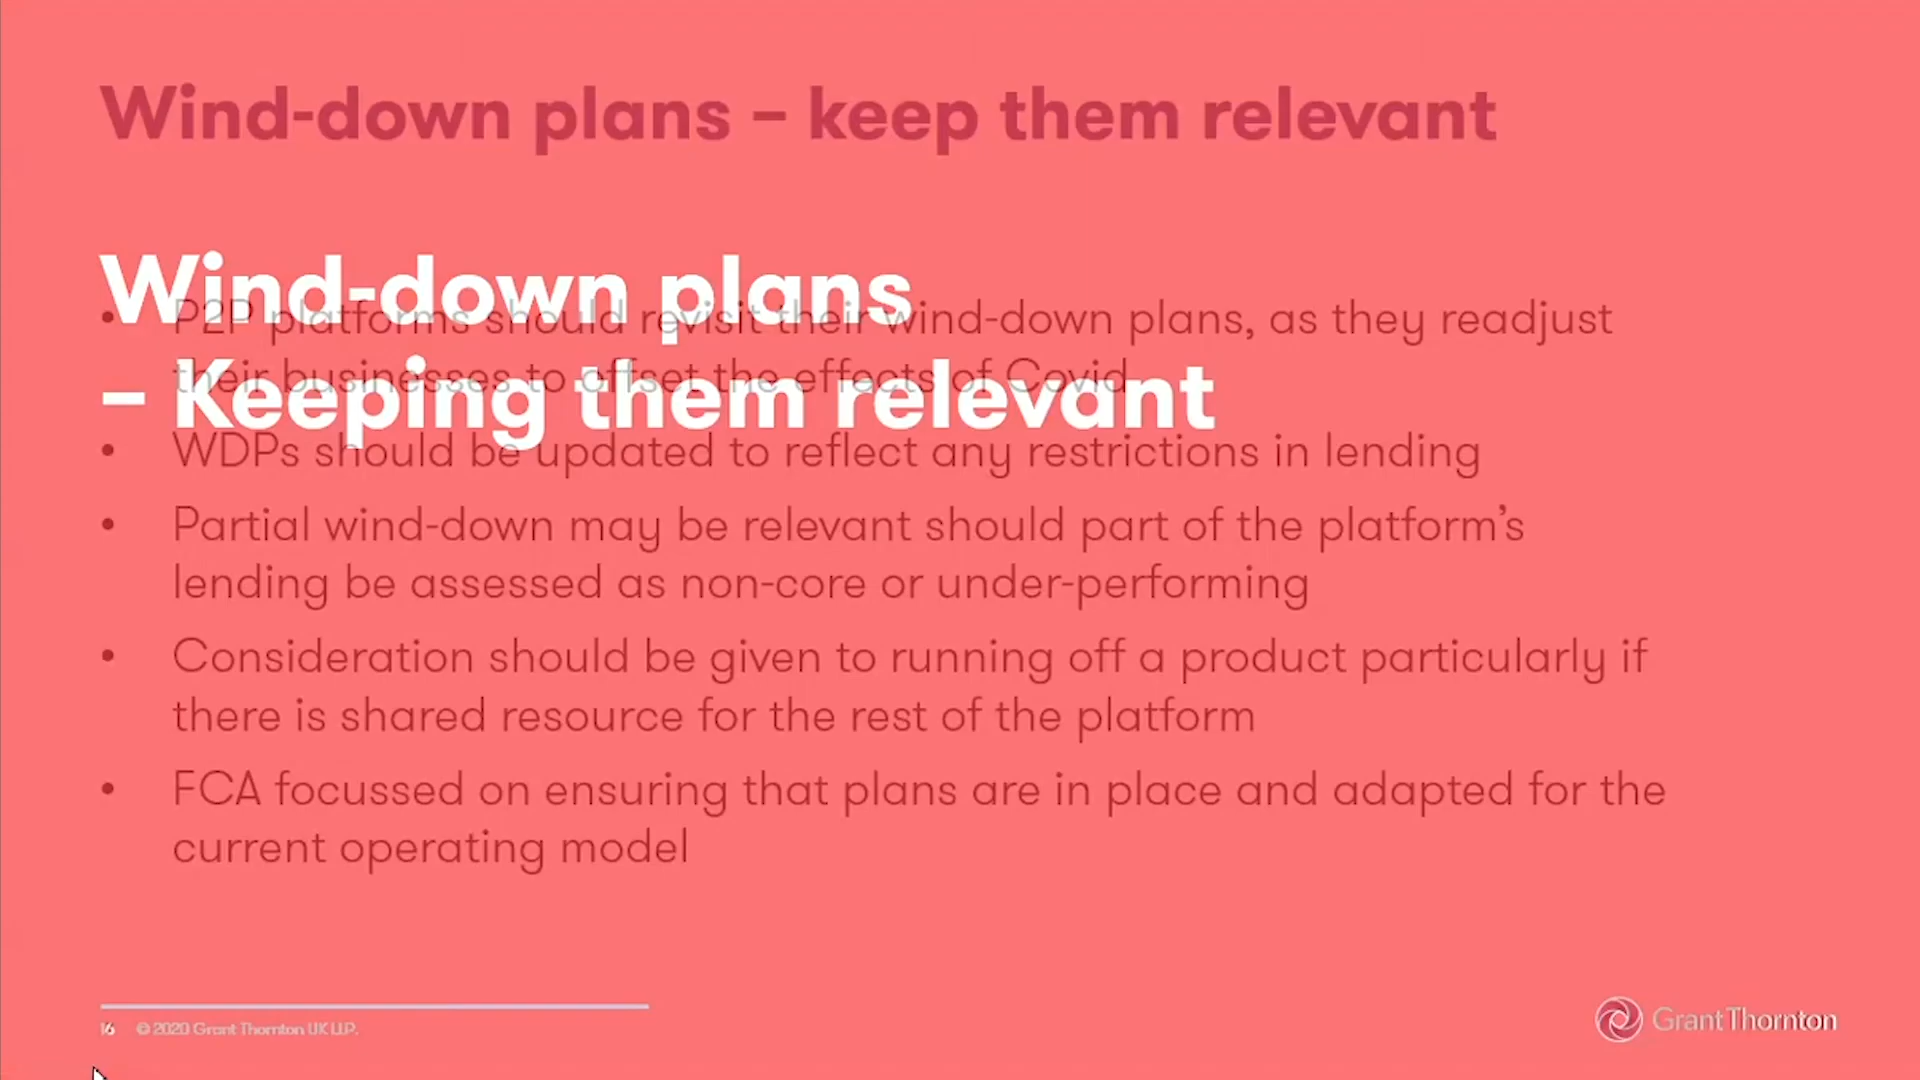 Wind-down plans – keep them relevant
Wind-down plans
– Keeping them relevant
• P2P platforms should revisit their wind-down plans, as they readjust
their businesses to offset the effects of Covid
• WDPs should be updated to reflect any restrictions in lending
• Partial wind-down may be relevant should part of the platform's
lending be assessed as non-core or under-performing
• Consideration should be given to running off a product particularly if
there is shared resource for the rest of the platform
• FCA focussed on ensuring that plans are in place and adapted for the
current operating model
16 © 2020 Grant Thornton UK LLP.
GrantThornton